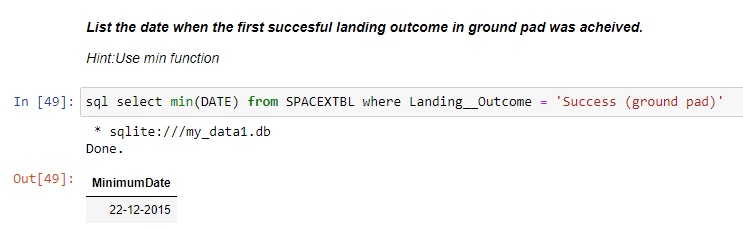 List the date when the first succesful landing outcome in ground pad was acheived.
Hint:Use min function
In [49]: sql select min(DATE) from SPACEXTBL where Landing__Outcome = 'Success (ground pad)'
* sqlite:///my_data1.db
Done.
Out[49]: MinimumDate
22-12-2015